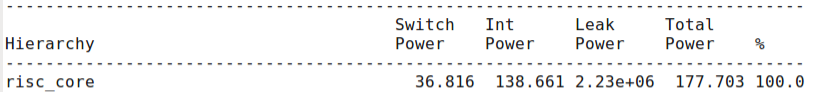 --------------------------------------------------------------------------------
                                       Switch   Int      Leak     Total
Hierarchy                              Power    Power    Power    Power    %
--------------------------------------------------------------------------------
risc_core                                36.816  138.661 2.23e+06  177.703 100.0